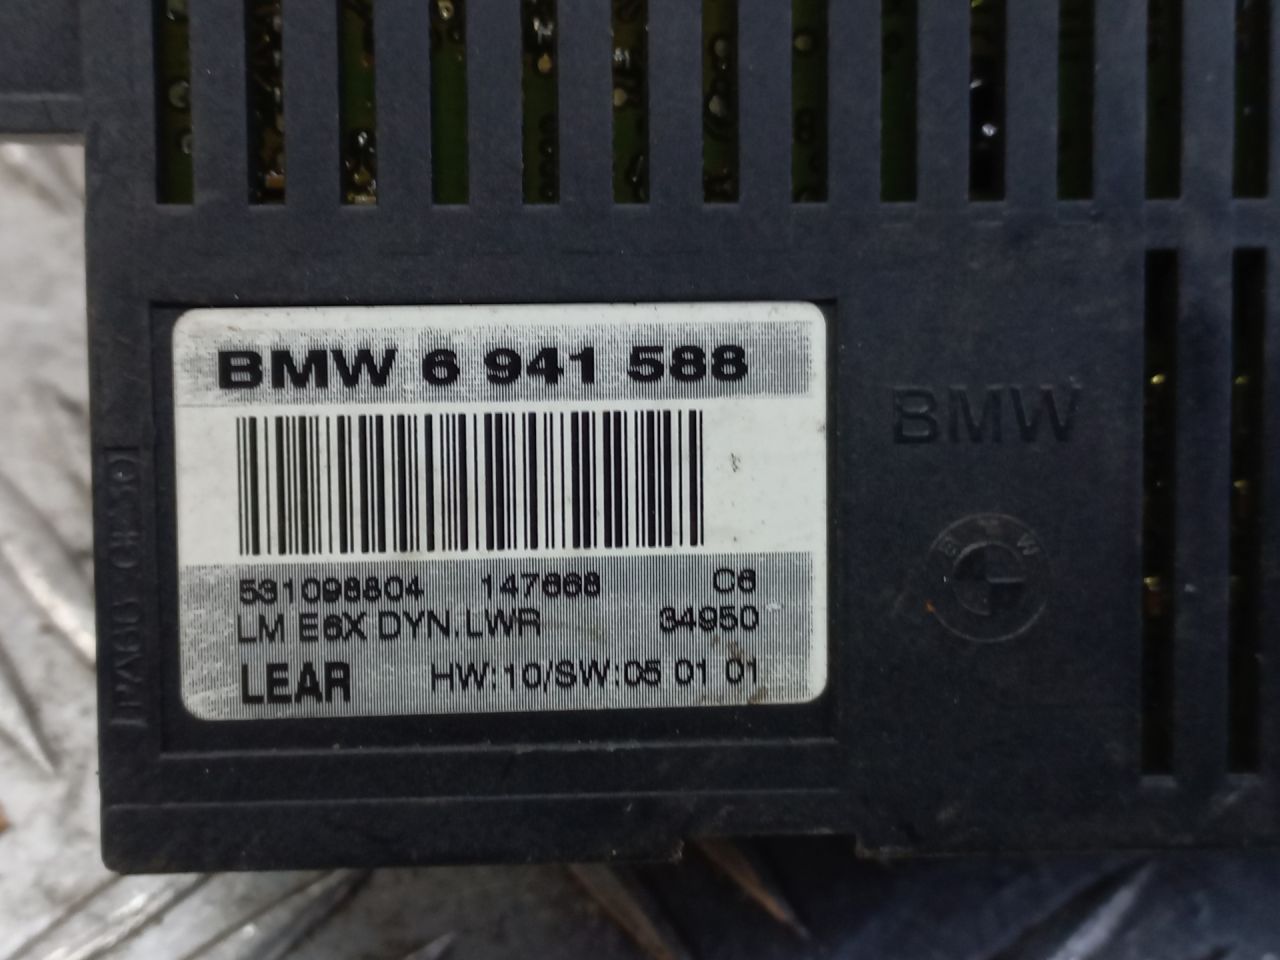 BMW 6 941 588
531098804 147668 C6
LM E6X DYN.LWR 34950
LEAR HW:10/SW:05 01 01
BMW
BMW